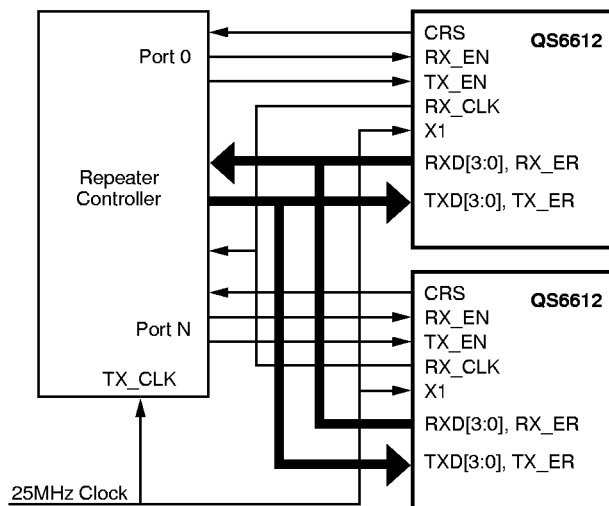 Port 0
Repeater
Controller
Port N
TX_CLK
25MHz Clock
QS6612
CRS
RX_EN
TX_EN
RX_CLK
X1
RXD[3:0], RX_ER
TXD[3:0], TX_ER
QS6612
CRS
RX_EN
TX_EN
RX_CLK
X1
RXD[3:0], RX_ER
TXD[3:0], TX_ER